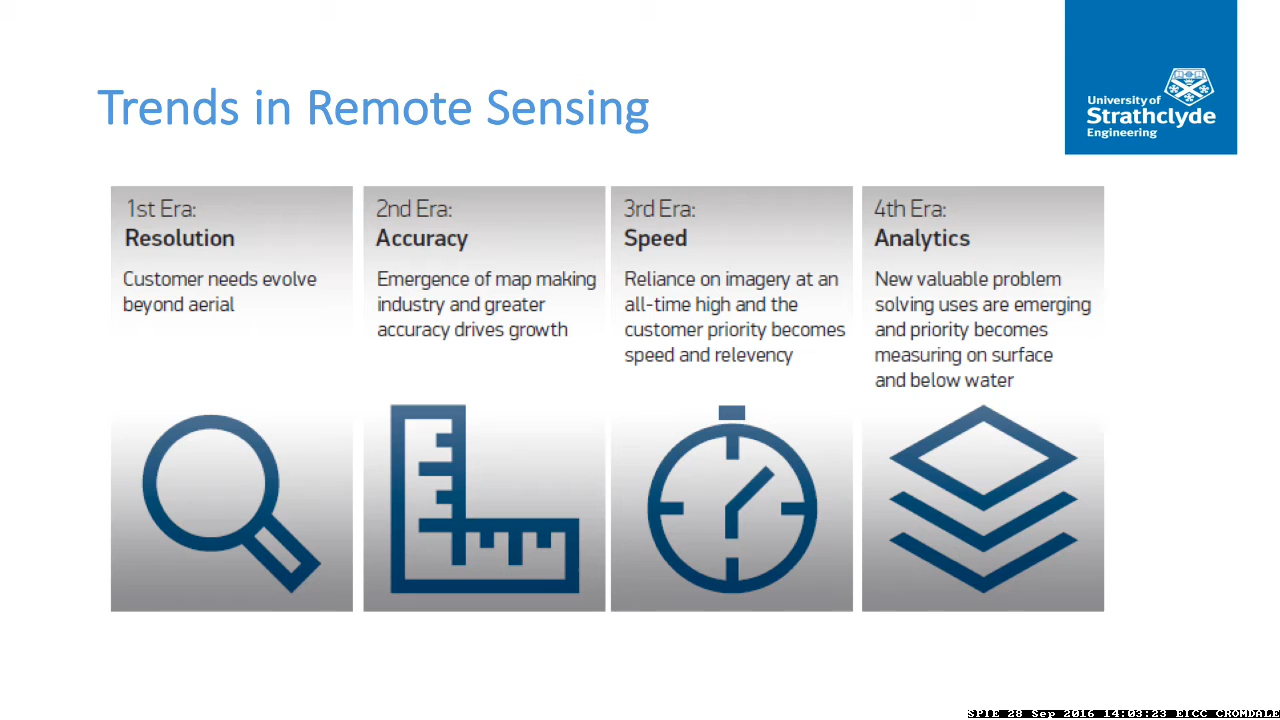 Trends in Remote Sensing
University of
Strathclyde
Engineering
1st Era:
Resolution
Customer needs evolve
beyond aerial
2nd Era:
Accuracy
Emergence of map making
industry and greater
accuracy drives growth
3rd Era:
Speed
Reliance on imagery at an
all-time high and the
customer priority becomes
speed and relevency
4th Era:
Analytics
New valuable problem
solving uses are emerging
and priority becomes
measuring on surface
and below water
SPIE 28 Sep 2016 14:03:23 EICC CROMDALE